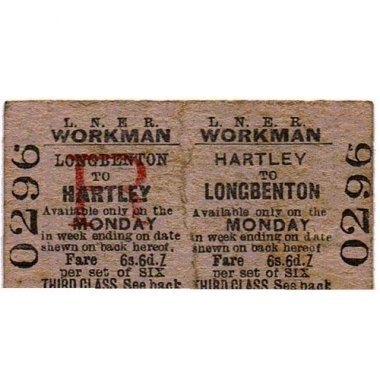 0296
L. N. E. R.
WORKMAN
LONGBENTON
TO
HARTLEY
R
Available only on the
MONDAY
in week ending on date
shewn on back hereof.
Fare 6s.6d.Z
per set of SIX
THIRD CLASS See back
L. N. E. R.
WORKMAN
HARTLEY
TO
LONGBENTON
Available only on the
MONDAY
in week ending on date
shewn on back hereof.
Fare 6s.6d.Z
per set of SIX
THIRD CLASS See back
0296